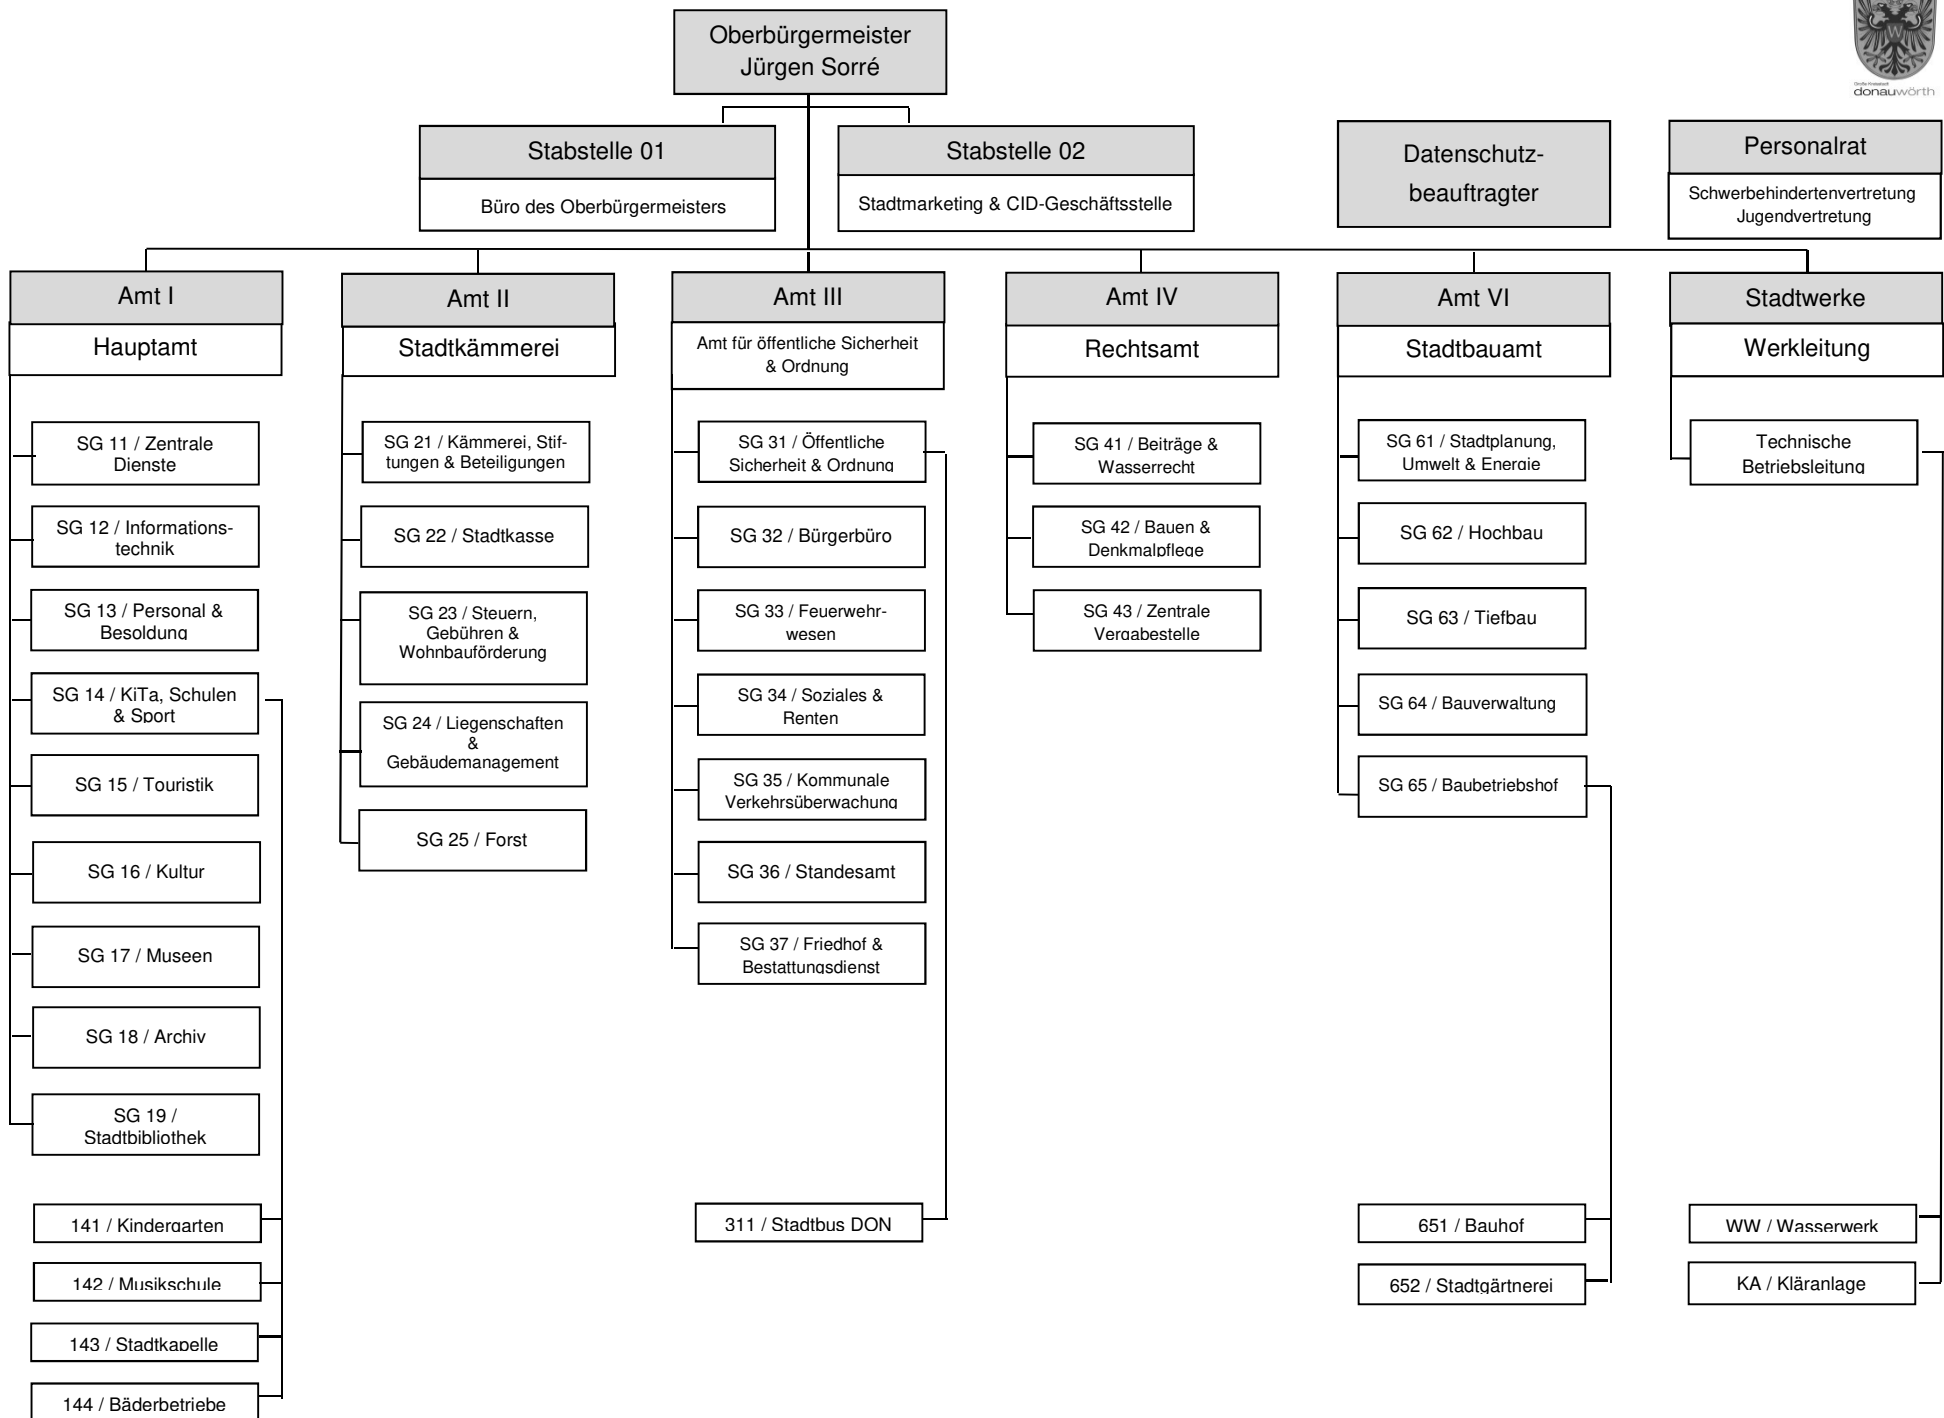 Oberbürgermeister
Jürgen Sorré
Große Kreisstadt
donauwörth
Stabstelle 01
Büro des Oberbürgermeisters
Stabstelle 02
Stadtmarketing & CID-Geschäftsstelle
Datenschutz-
beauftragter
Personalrat
Schwerbehindertenvertretung
Jugendvertretung
Amt I
Hauptamt
SG 11 / Zentrale
Dienste
SG 12 / Informations-
technik
SG 13 / Personal &
Besoldung
SG 14 / KiTa, Schulen
& Sport
SG 15 / Touristik
SG 16 / Kultur
SG 17 / Museen
SG 18 / Archiv
SG 19 /
Stadtbibliothek
141 / Kindergarten
142 / Musikschule
143 / Stadtkapelle
144 / Bäderbetriebe
Amt II
Stadtkämmerei
SG 21 / Kämmerei, Stif-
tungen & Beteiligungen
SG 22 / Stadtkasse
SG 23 / Steuern,
Gebühren &
Wohnbauförderung
SG 24 / Liegenschaften
&
Gebäudemanagement
SG 25 / Forst
Amt III
Amt für öffentliche Sicherheit
& Ordnung
SG 31 / Öffentliche
Sicherheit & Ordnung
SG 32 / Bürgerbüro
SG 33 / Feuerwehr-
wesen
SG 34 / Soziales &
Renten
SG 35 / Kommunale
Verkehrsüberwachung
SG 36 / Standesamt
SG 37 / Friedhof &
Bestattungsdienst
311 / Stadtbus DON
Amt IV
Rechtsamt
SG 41 / Beiträge &
Wasserrecht
SG 42 / Bauen &
Denkmalpflege
SG 43 / Zentrale
Vergabestelle
Amt VI
Stadtbauamt
SG 61 / Stadtplanung,
Umwelt & Energie
SG 62 / Hochbau
SG 63 / Tiefbau
SG 64 / Bauverwaltung
SG 65 / Baubetriebshof
651 / Bauhof
652 / Stadtgärtnerei
Stadtwerke
Werkleitung
Technische
Betriebsleitung
WW / Wasserwerk
KA / Kläranlage